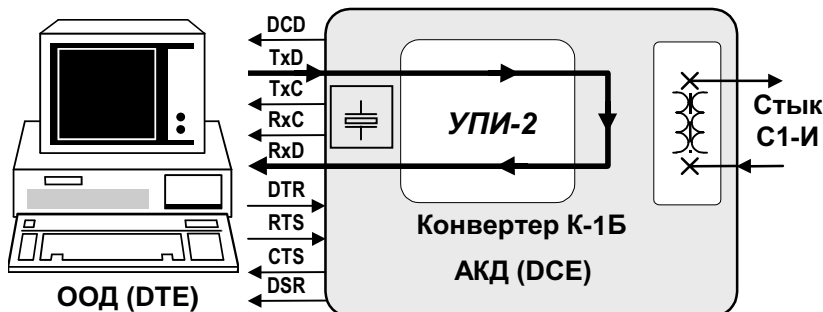 DCD
TxD
TxC
RxC
RxD
DTR
RTS
CTS
DSR
УПИ-2
Стык
С1-И
Конвертер К-1Б
АКД (DCE)
ООД (DTE)